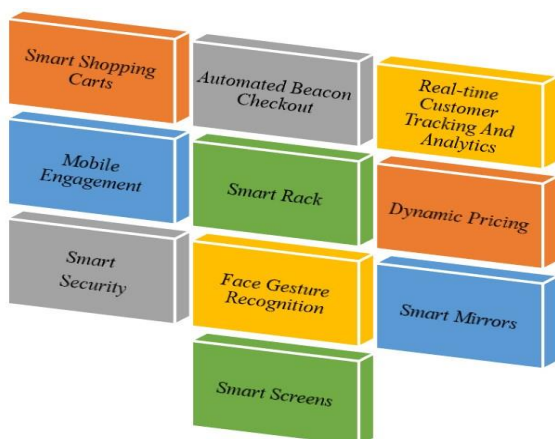 Smart Shopping
Carts
Automated Beacon
Checkout
Real-time
Customer
Tracking And
Analytics
Mobile
Engagement
Smart Rack
Dynamic Pricing
Smart
Security
Face Gesture
Recognition
Smart Mirrors
Smart Screens